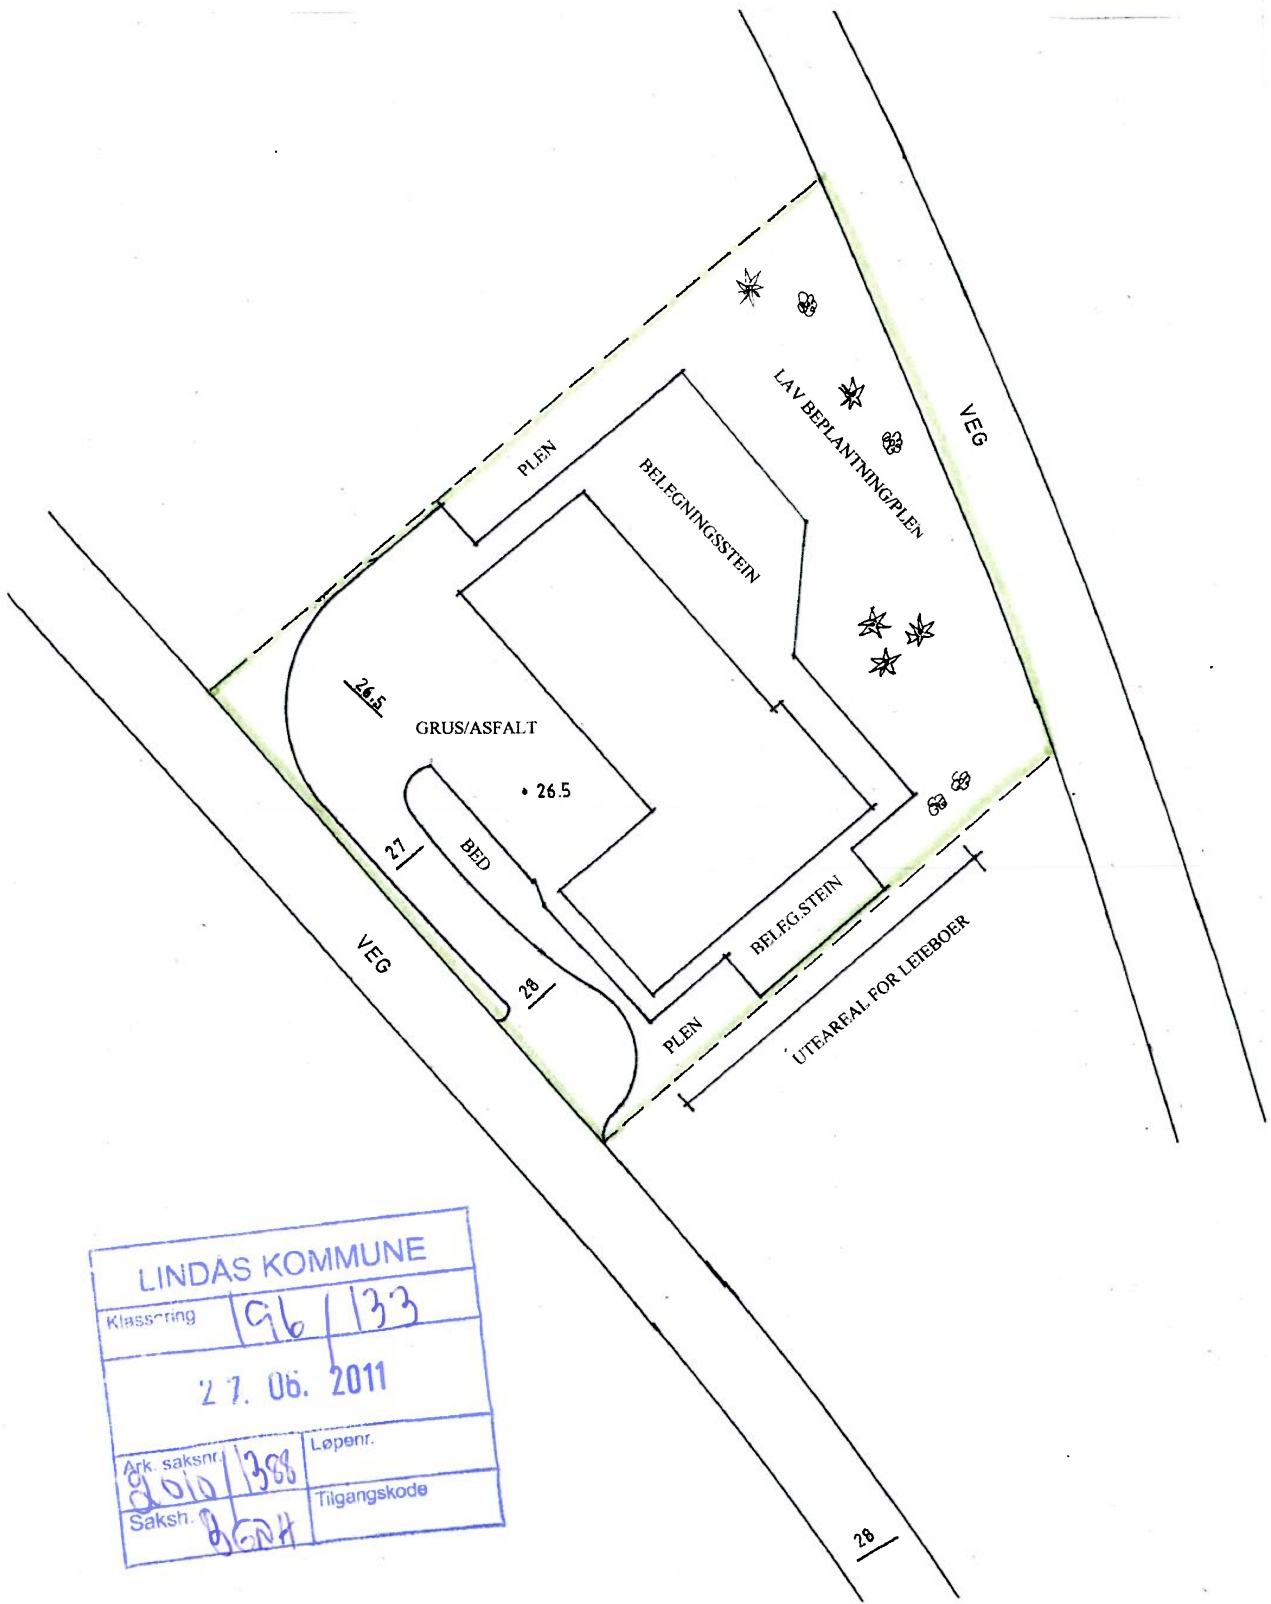 PLEN
BELEGNINGSSTEIN
LAV BEPLANTNING/PLEN
VEG
26.5
GRUS/ASFALT
26.5
27
BED
BELEG.STEIN
VEG
28
PLEN
UTEAREAL FOR LEIEBOER
LINDÅS KOMMUNE
Klassering 196/133
27. 06. 2011
Ark. saksnr. 2010/388
Løpenr.
Saksh.
Tilgangskode
28